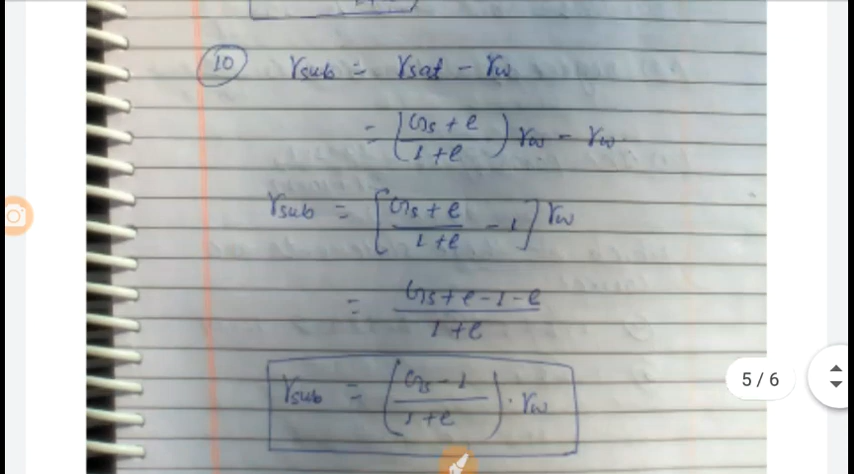 10 γsub = γsat - γw
= (Gs + e / 1 + e) γw - γw
γsub = [Gs + e / 1 + e - 1] γw
= Gs + e - 1 - e / 1 + e
γsub = (Gs - 1 / 1 + e) · γw
5 / 6